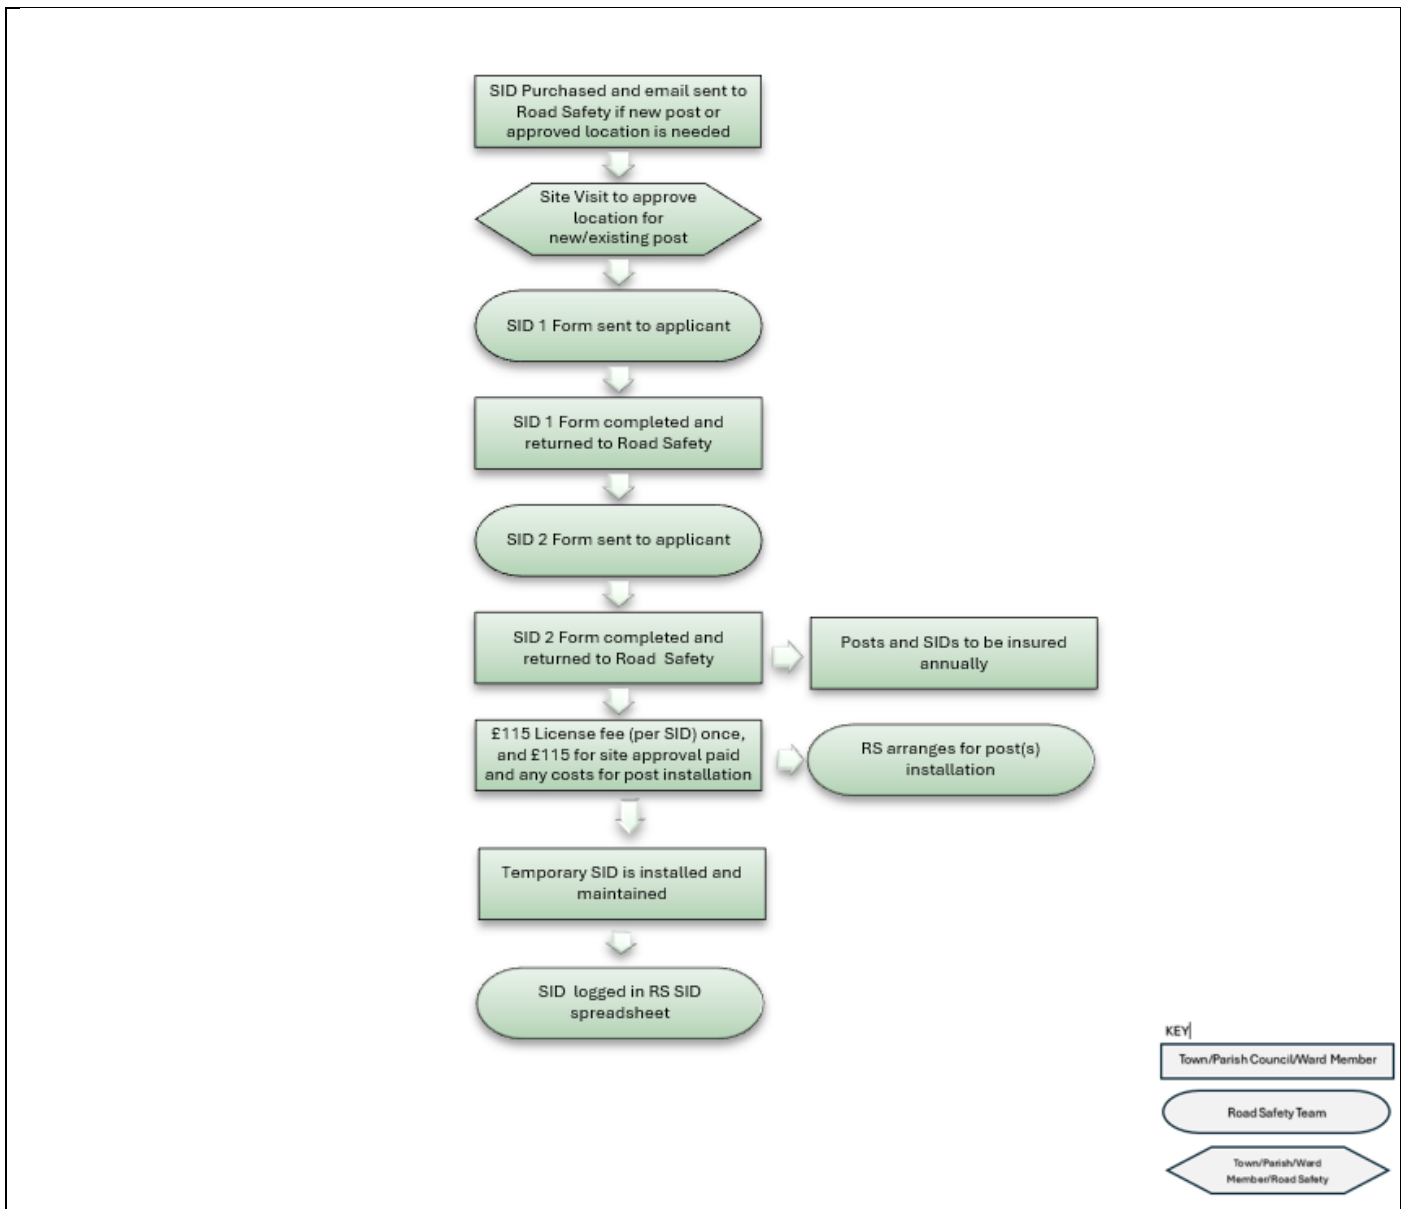 SID Purchased and email sent to
Road Safety if new post or
approved location is needed
Site Visit to approve
location for
new/existing post
SID 1 Form sent to applicant
SID 1 Form completed and
returned to Road Safety
SID 2 Form sent to applicant
SID 2 Form completed and
returned to Road Safety
Posts and SIDs to be insured
annually
£115 License fee (per SID) once,
and £115 for site approval paid
and any costs for post installation
RS arranges for post(s)
installation
Temporary SID is installed and
maintained
SID logged in RS SID
spreadsheet
KEY
Town/Parish Council/Ward Member
Road Safety Team
Town/Parish/Ward
Member/Road Safety